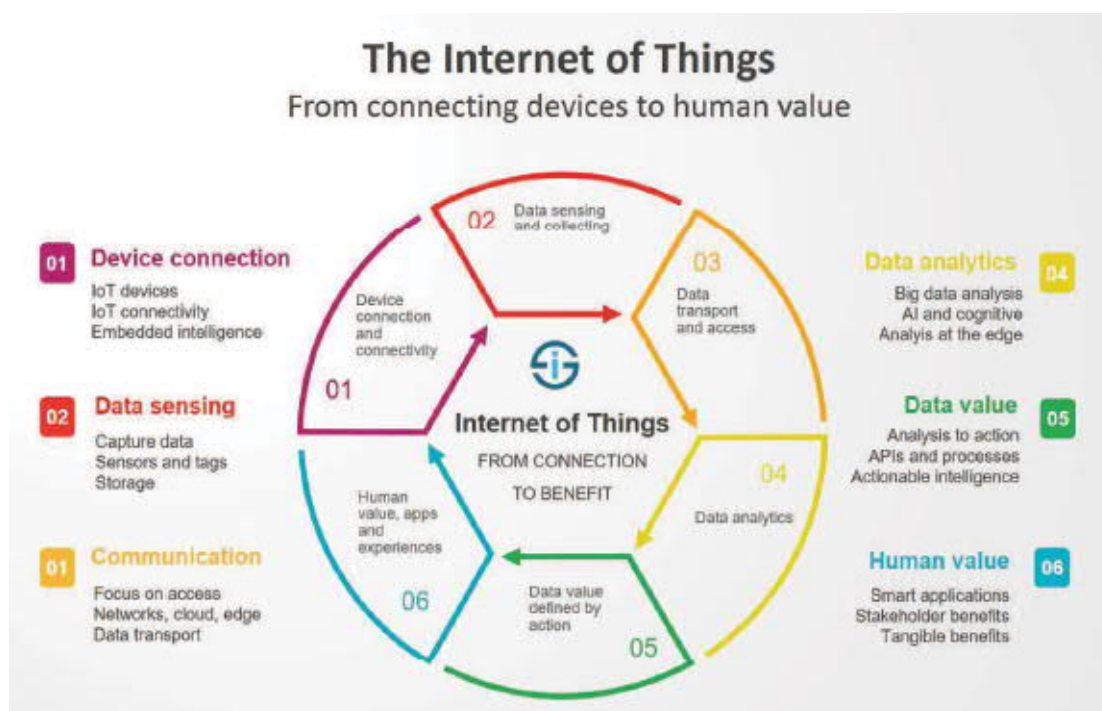 The Internet of Things
From connecting devices to human value
01 Device connection
IoT devices
IoT connectivity
Embedded intelligence
02 Data sensing
Capture data
Sensors and tags
Storage
01 Communication
Focus on access
Networks, cloud, edge
Data transport
Device
connection
and
connectivity
01
02
Data sensing
and collecting
03
Data
transport
and access
04
Data analytics
Data value
defined by
action
05
Human
value, apps
and
experiences
06
Internet of Things
FROM CONNECTION
TO BENEFIT
Data analytics 04
Big data analysis
AI and cognitive
Analyis at the edge
Data value 05
Analysis to action
APIs and processes
Actionable intelligence
Human value 06
Smart applications
Stakeholder benefits
Tangible benefits